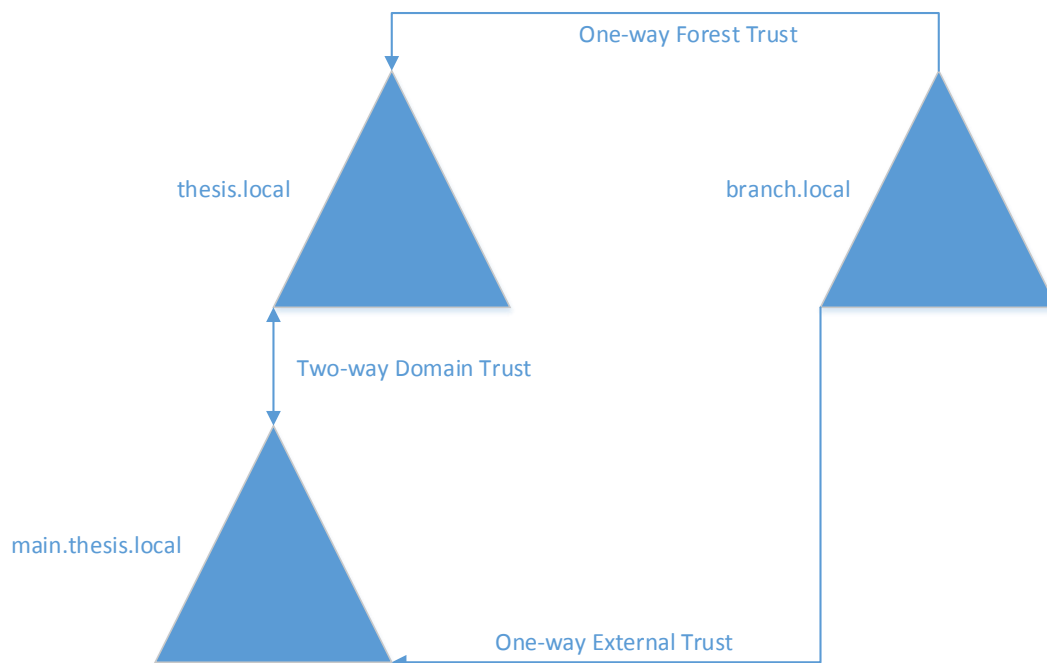 One-way Forest Trust
thesis.local
branch.local
Two-way Domain Trust
main.thesis.local
One-way External Trust